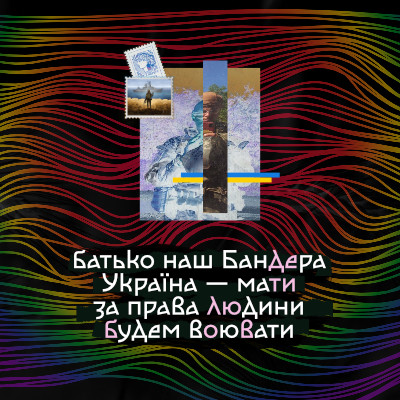 батько наш Бандера
Україна — мати
за права людини
будем воювати